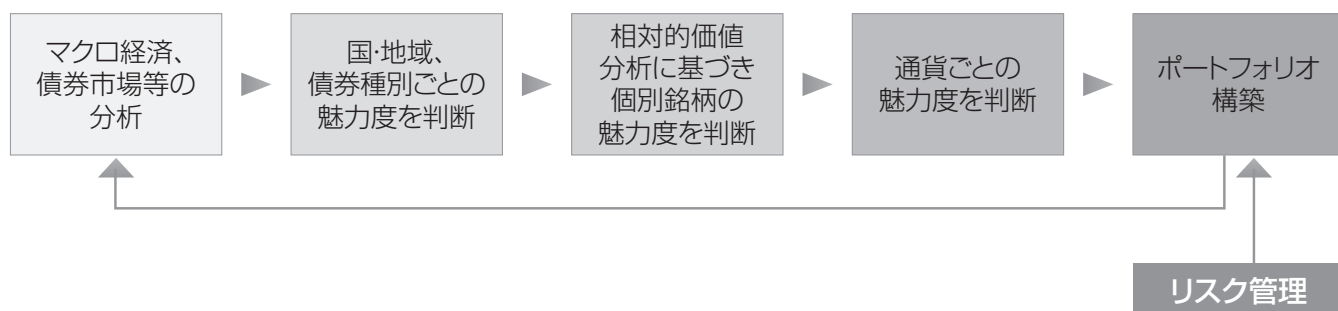 マクロ経済、
債券市場等の
分析
国・地域、
債券種別ごとの
魅力度を判断
相対的価値
分析に基づき
個別銘柄の
魅力度を判断
通貨ごとの
魅力度を判断
ポートフォリオ
構築
リスク管理